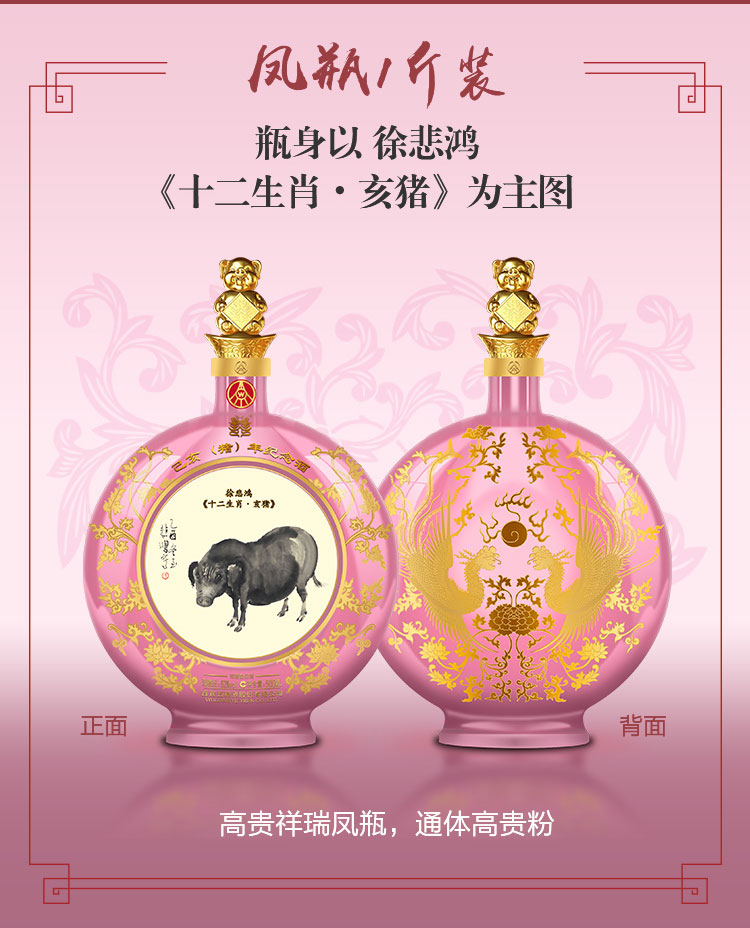 凤瓶1斤装
瓶身以 徐悲鸿
《十二生肖·亥猪》为主图
己亥（猪）年纪念酒
徐悲鸿
《十二生肖·亥猪》
正面
背面
高贵祥瑞凤瓶，通体高贵粉